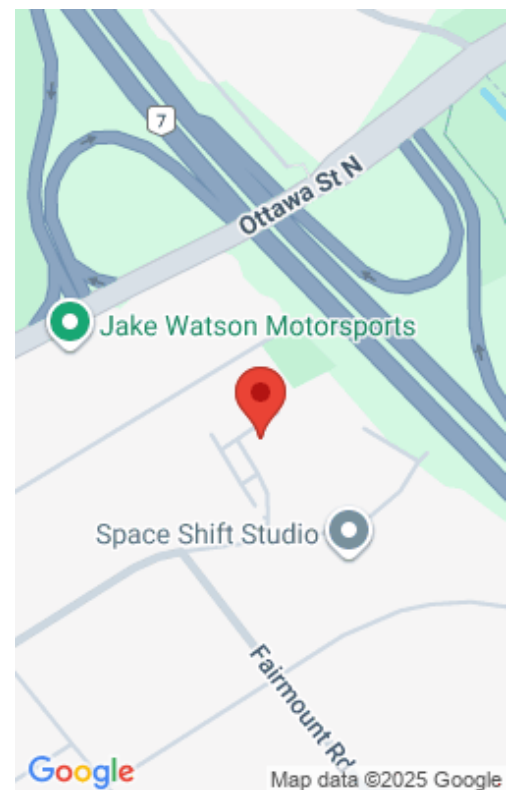 7
Ottawa St N
Jake Watson Motorsports
Space Shift Studio
Fairmount Rd
Google
Map data ©2025 Google